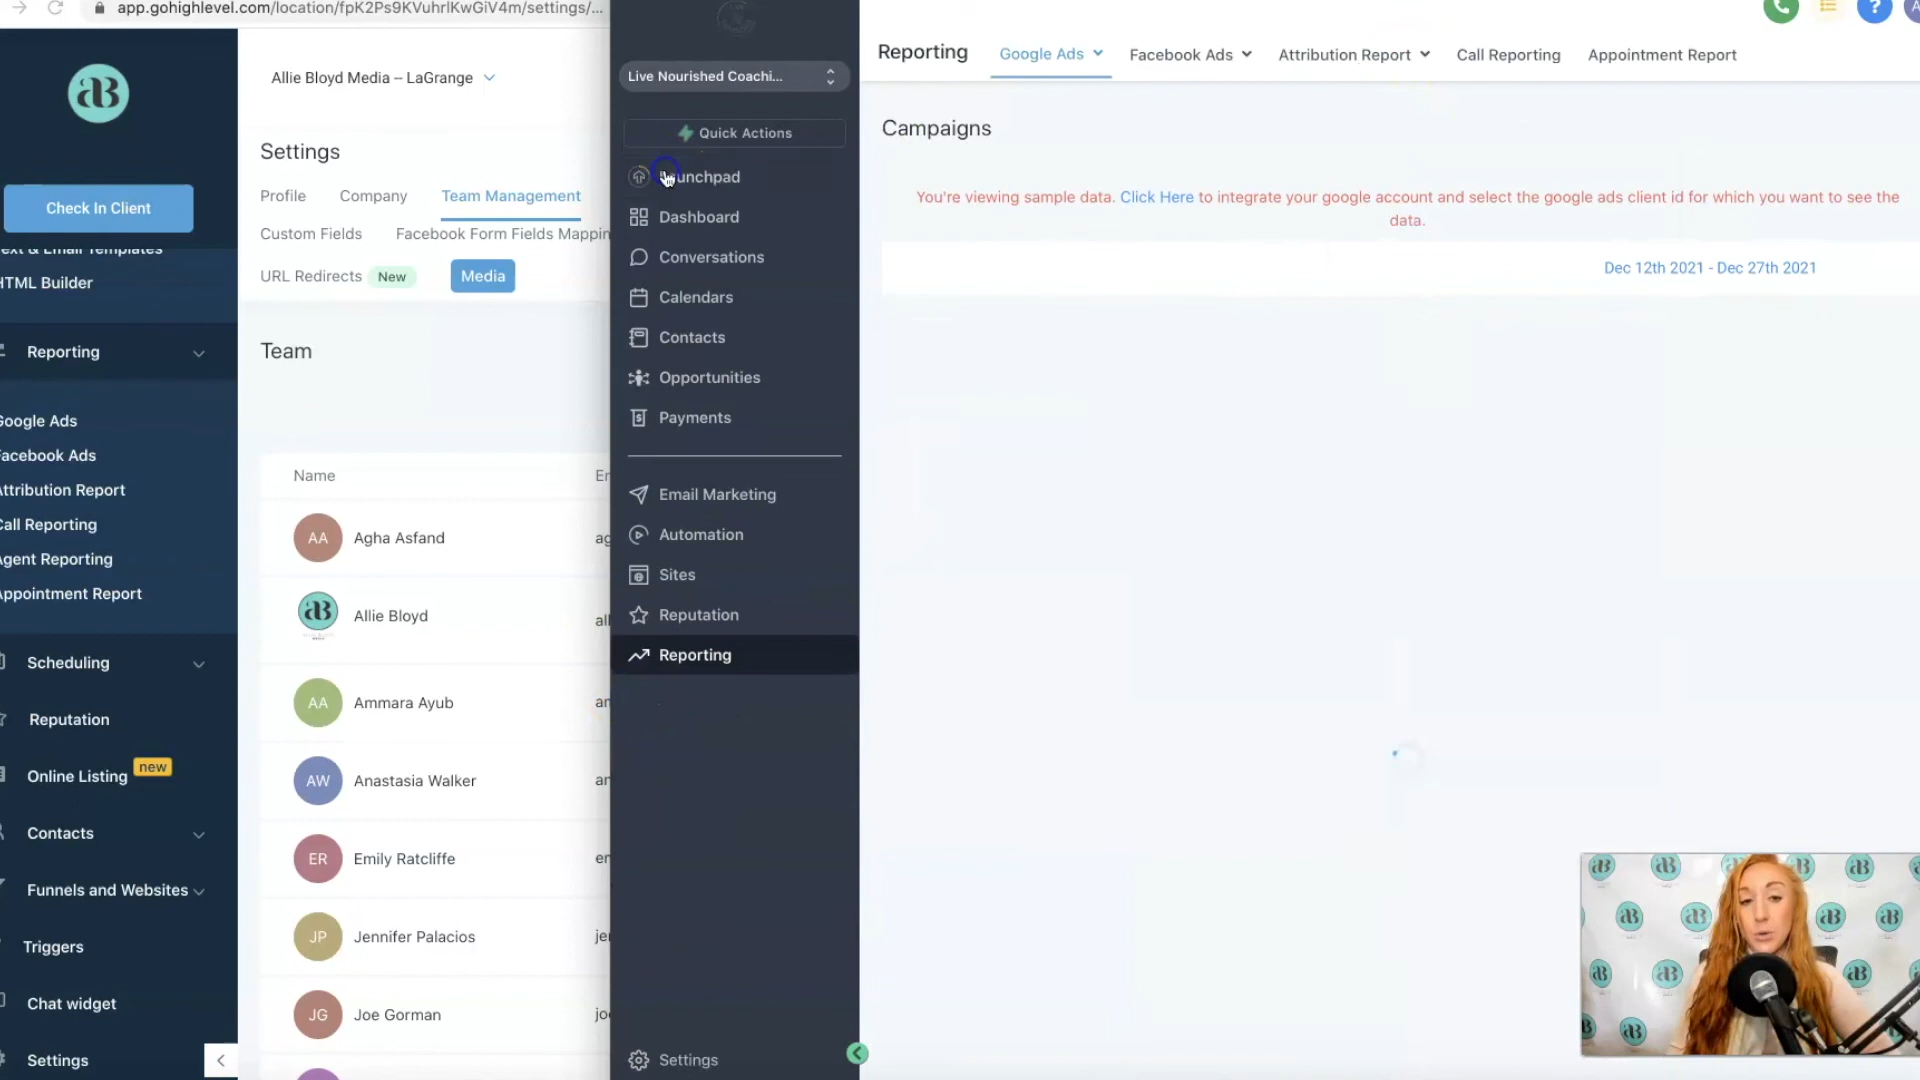 app.gohighlevel.com/location/fpK2Ps9KVuhrlKwGiV4m/settings/...
Check In Client
HTML Builder
Reporting
Google Ads
Facebook Ads
Attribution Report
Call Reporting
Agent Reporting
Appointment Report
Scheduling
Reputation
Online Listing new
Contacts
Funnels and Websites
Triggers
Chat widget
Settings
Allie Bloyd Media – LaGrange
Settings
Profile Company Team Management
Custom Fields Facebook Form Fields Mappin
URL Redirects New Media
Team
Name
AA Agha Asfand
Allie Bloyd
AA Ammara Ayub
AW Anastasia Walker
ER Emily Ratcliffe
JP Jennifer Palacios
JG Joe Gorman
Live Nourished Coachi...
Quick Actions
Dashboard
Conversations
Calendars
Contacts
Opportunities
Payments
Email Marketing
Automation
Sites
Reputation
Reporting
Settings
Reporting Google Ads Facebook Ads Attribution Report Call Reporting Appointment Report
Campaigns
You're viewing sample data. Click Here to integrate your google account and select the google ads client id for which you want to see the
data.
Dec 12th 2021 - Dec 27th 2021